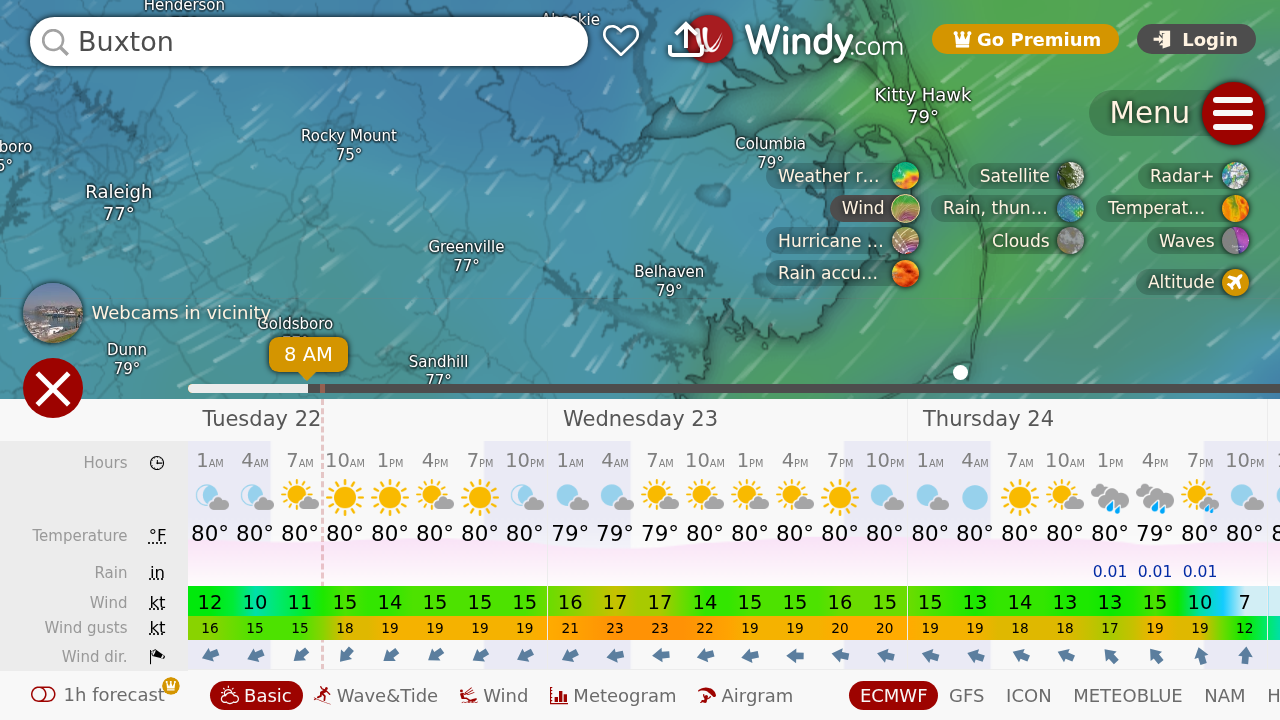 Henderson
Buxton
Windy.com
Go Premium
Login
Kitty Hawk
79°
Menu
Rocky Mount
75°
Columbia
79°
Weather r...
Satellite
Radar+
Raleigh
77°
Wind
Rain, thun...
Temperat...
Greenville
77°
Hurricane ...
Clouds
Waves
Belhaven
79°
Rain accu...
Altitude
Webcams in vicinity
Goldsboro
8 AM
Dunn
79°
Sandhill
77°
Tuesday 22 Wednesday 23 Thursday 24
Hours 1AM 4AM 7AM 10AM 1PM 4PM 7PM 10PM 1AM 4AM 7AM 10AM 1PM 4PM 7PM 10PM 1AM 4AM 7AM 10AM 1PM 4PM 7PM 10PM
Temperature °F 80° 80° 80° 80° 80° 80° 80° 80° 79° 79° 79° 80° 80° 80° 80° 80° 80° 80° 80° 80° 80° 79° 80° 80° 8
Rain in 0.01 0.01 0.01
Wind kt 12 10 11 15 14 15 15 15 16 17 17 14 15 15 16 15 15 13 14 13 13 15 10 7
Wind gusts kt 16 15 15 18 19 19 19 19 21 23 23 22 19 19 20 20 19 19 18 18 17 19 19 12
Wind dir.
1h forecast
Basic
Wave&Tide
Wind
Meteogram
Airgram
ECMWF
GFS
ICON
METEOBLUE
NAM
H